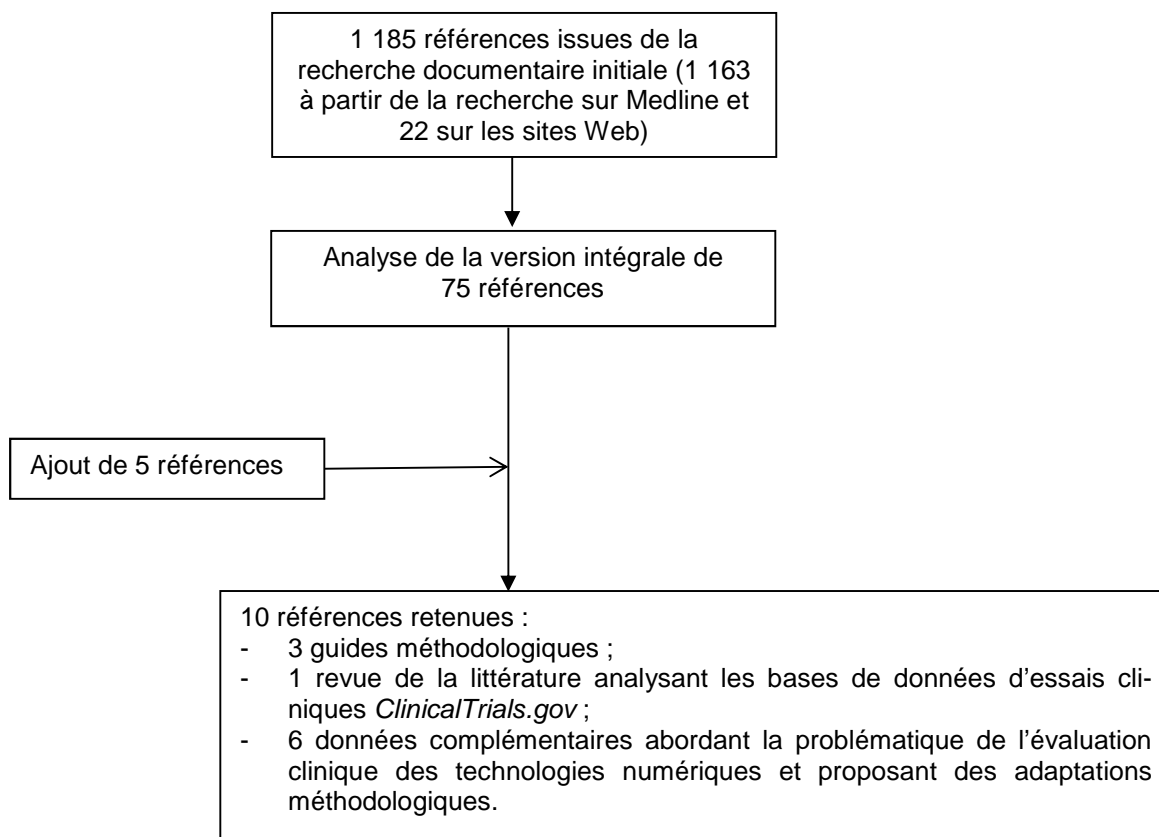 1 185 références issues de la
recherche documentaire initiale (1 163
à partir de la recherche sur Medline et
22 sur les sites Web)
Analyse de la version intégrale de
75 références
Ajout de 5 références
10 références retenues :
- 3 guides méthodologiques ;
- 1 revue de la littérature analysant les bases de données d’essais cli-
niques ClinicalTrials.gov ;
- 6 données complémentaires abordant la problématique de l’évaluation
clinique des technologies numériques et proposant des adaptations
méthodologiques.